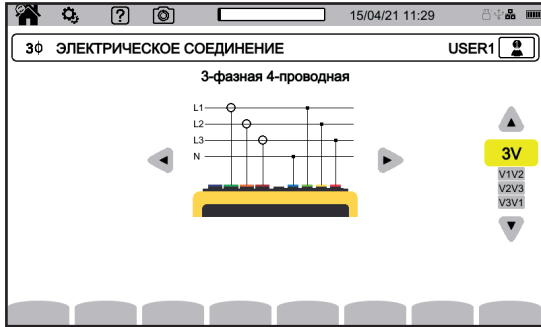 15/04/21 11:29
3ϕ ЭЛЕКТРИЧЕСКОЕ СОЕДИНЕНИЕ USER1
3-фазная 4-проводная
L1
L2
L3
N
3V
V1V2
V2V3
V3V1